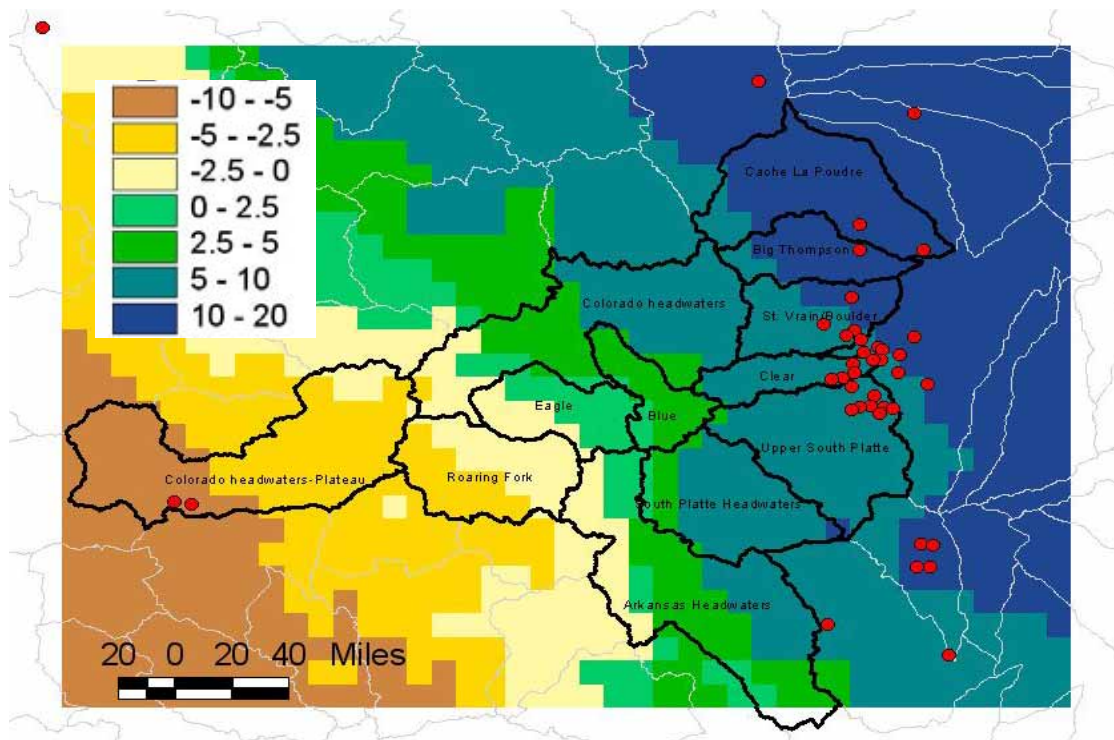 -10 - -5
-5 - -2.5
-2.5 - 0
0 - 2.5
2.5 - 5
5 - 10
10 - 20
Cache La Poudre
Big Thompson
Colorado headwaters
St. Vrain/Boulder
Clear
Eagle
Blue
Upper South Platte
Colorado headwaters-Plateau
Roaring Fork
South Platte Headwaters
Arkansas Headwaters
20 0 20 40 Miles